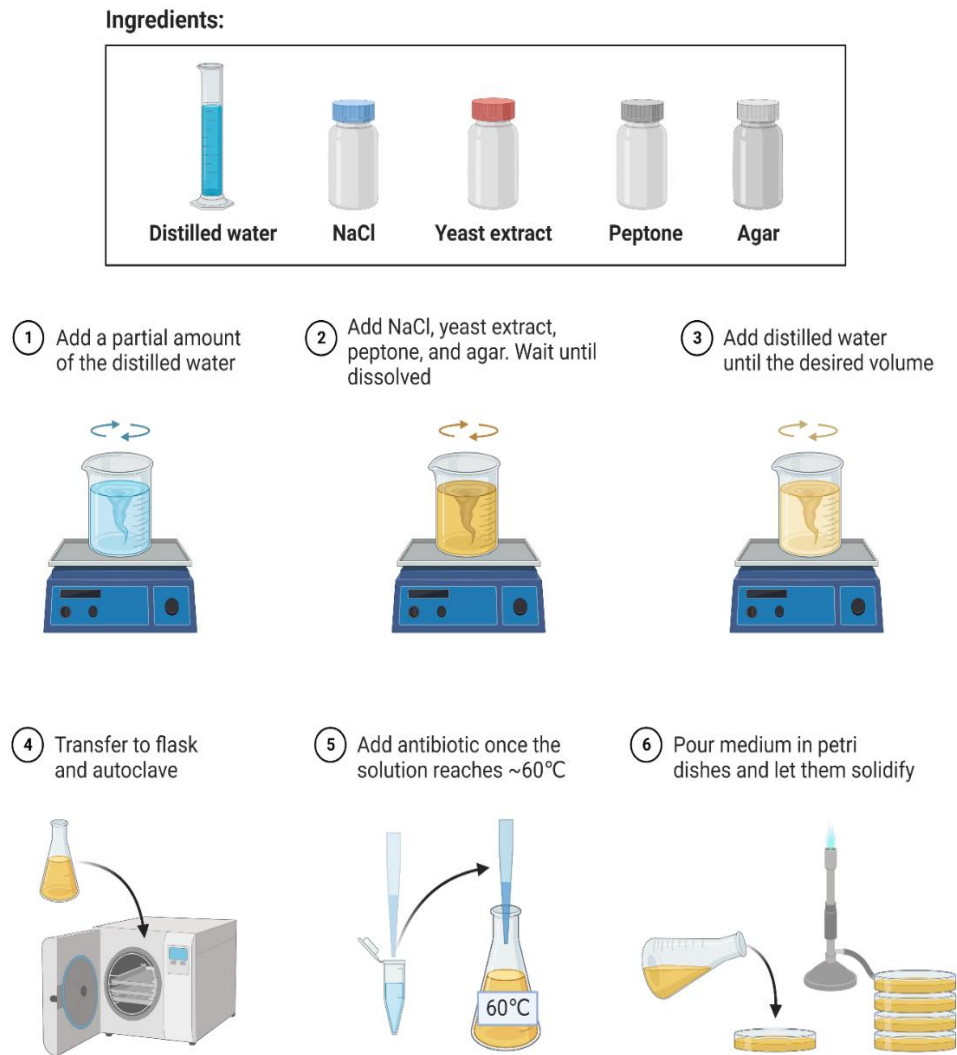 Ingredients:
Distilled water
NaCl
Yeast extract
Peptone
Agar
1
Add a partial amount
of the distilled water
2
Add NaCl, yeast extract,
peptone, and agar. Wait until
dissolved
3
Add distilled water
until the desired volume
4
Transfer to flask
and autoclave
5
Add antibiotic once the
solution reaches ~60°C
60°C
6
Pour medium in petri
dishes and let them solidify